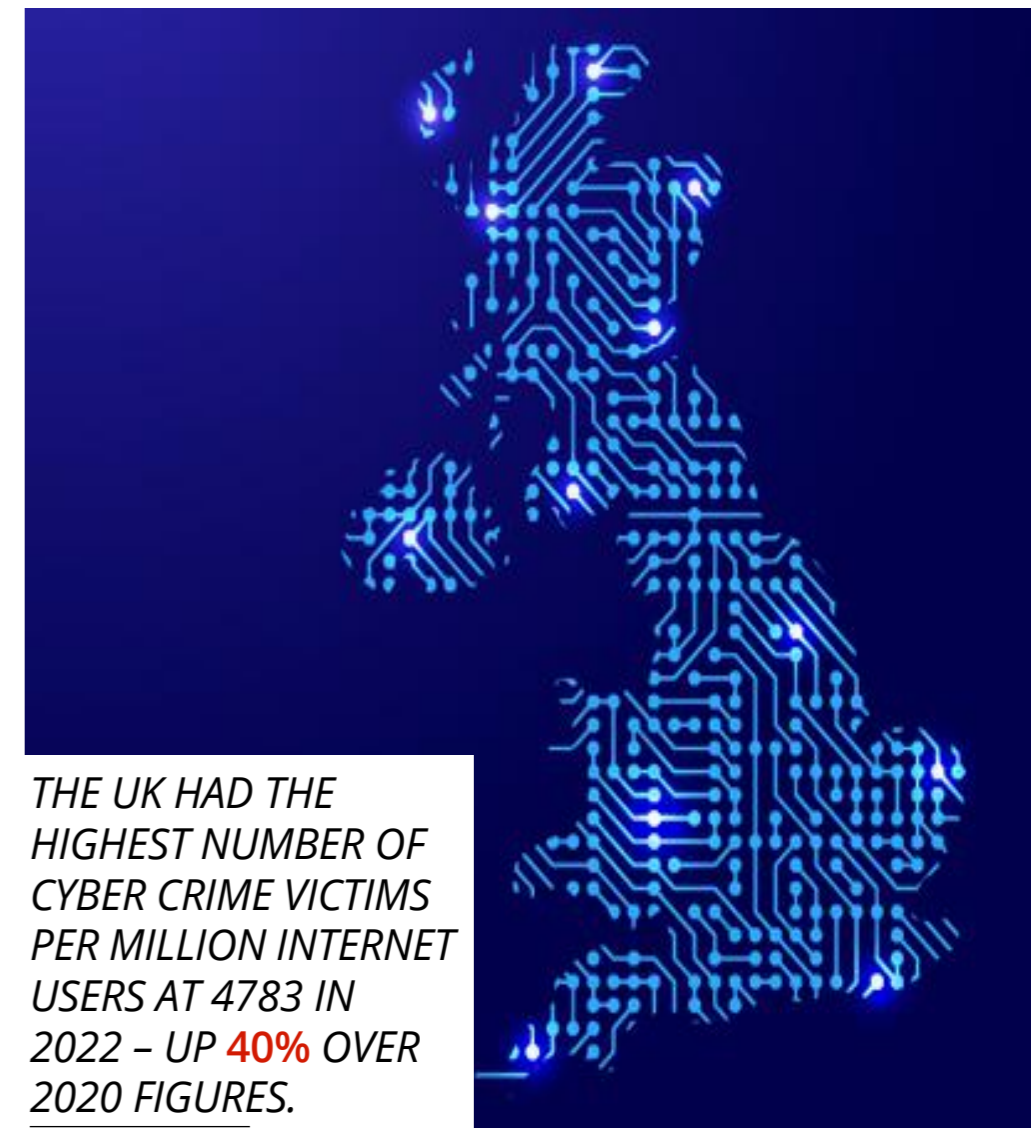 THE UK HAD THE
HIGHEST NUMBER OF
CYBER CRIME VICTIMS
PER MILLION INTERNET
USERS AT 4783 IN
2022 – UP 40% OVER
2020 FIGURES.